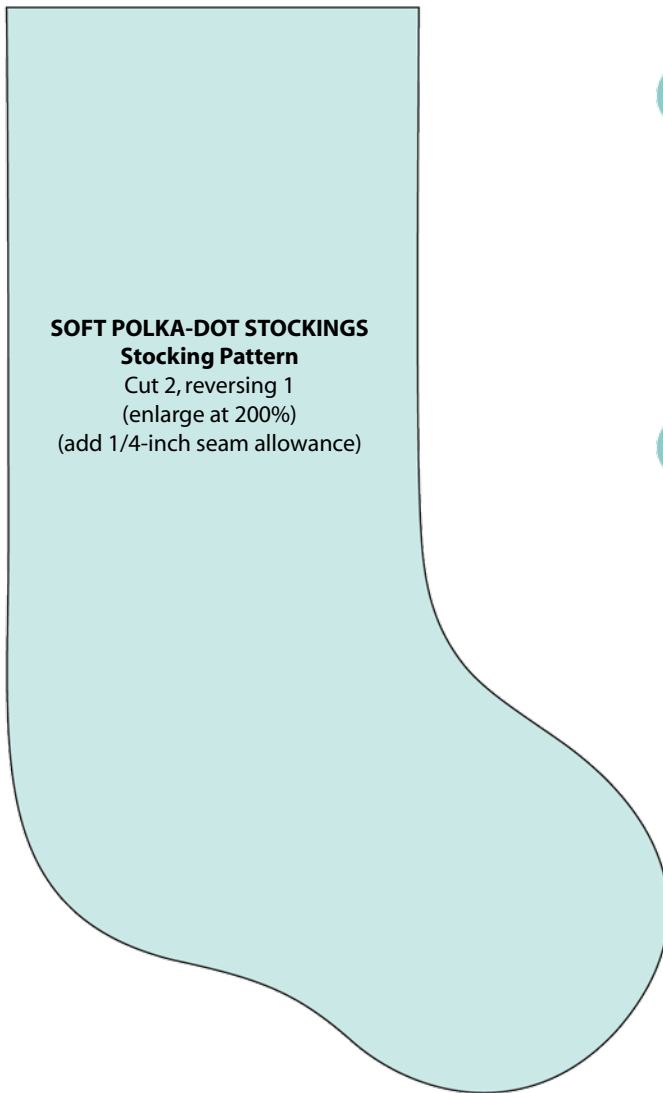 SOFT POLKA-DOT STOCKINGS
Stocking Pattern
Cut 2, reversing 1
(enlarge at 200%)
(add 1/4-inch seam allowance)